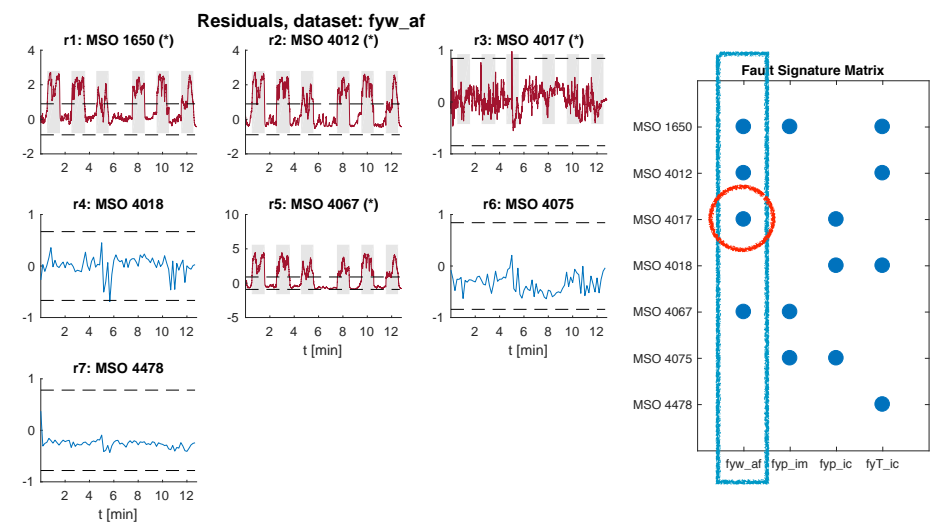 Residuals, dataset: fyw_af
r1: MSO 1650 (*)
4
2
0
-2
2 4 6 8 10 12
r2: MSO 4012 (*)
4
2
0
-2
2 4 6 8 10 12
r3: MSO 4017 (*)
1
0
-1
2 4 6 8 10 12
r4: MSO 4018
1
0
-1
2 4 6 8 10 12
r5: MSO 4067 (*)
10
5
0
-5
2 4 6 8 10 12
t [min]
r6: MSO 4075
1
0
-1
2 4 6 8 10 12
t [min]
r7: MSO 4478
1
0
-1
2 4 6 8 10 12
t [min]
Fault Signature Matrix
MSO 1650
MSO 4012
MSO 4017
MSO 4018
MSO 4067
MSO 4075
MSO 4478
fyw_af fyp_im fyp_ic fyT_ic